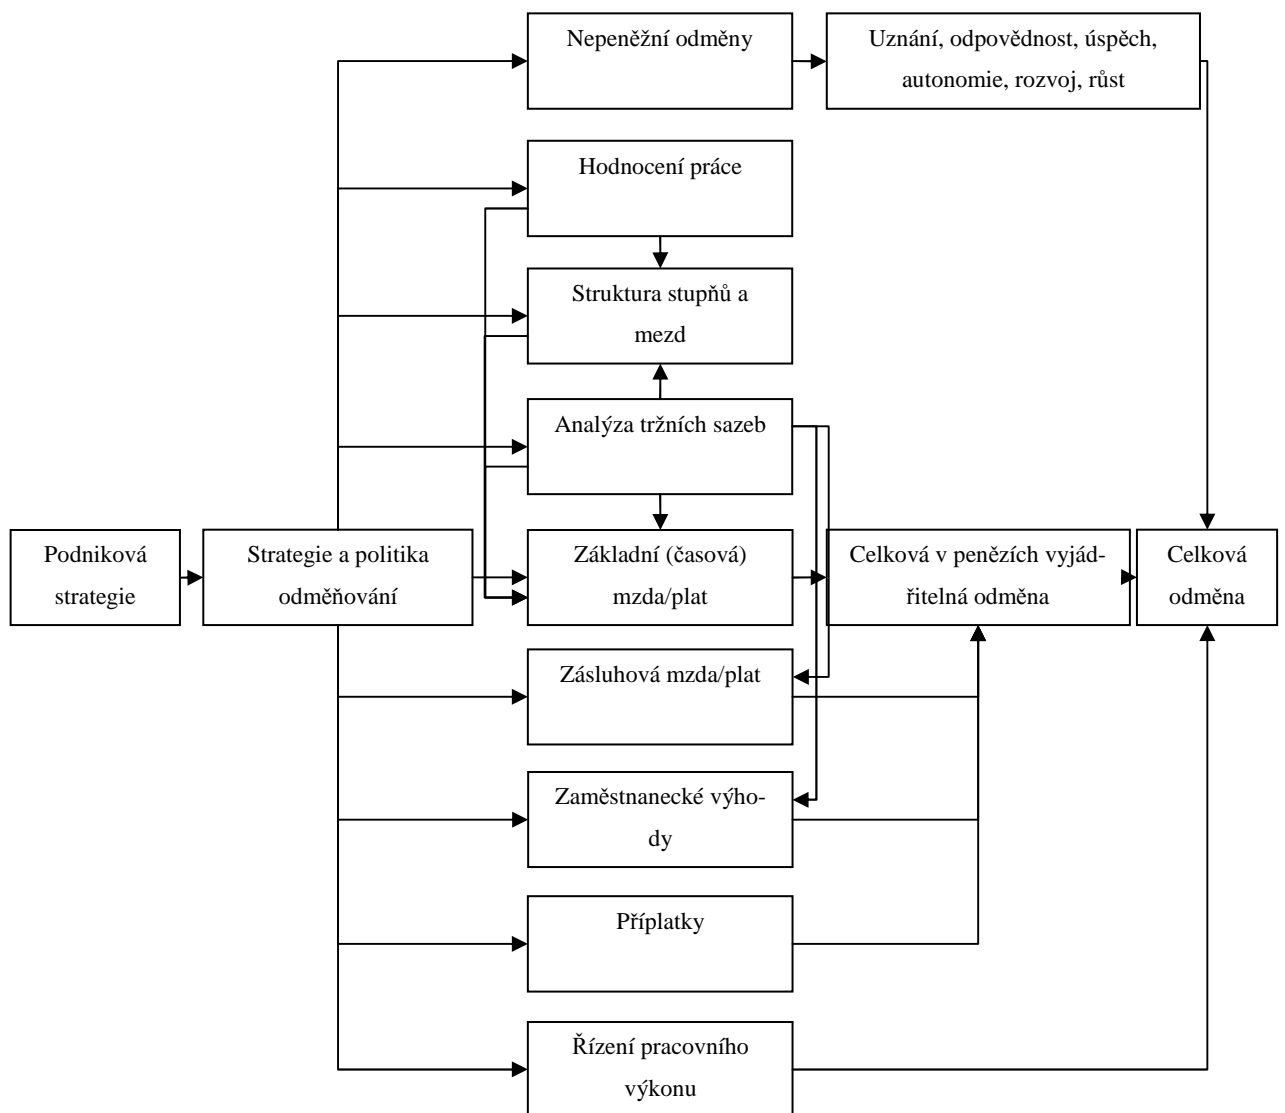 Nepeněžní odměny
Uznání, odpovědnost, úspěch,
autonomie, rozvoj, růst
Hodnocení práce
Struktura stupňů a
mezd
Analýza tržních sazeb
Podniková
strategie
Strategie a politika
odměňování
Základní (časová)
mzda/plat
Celková v penězích vyjád-
řitelná odměna
Celková
odměna
Zásluhová mzda/plat
Zaměstnanecké výho-
dy
Příplatky
Řízení pracovního
výkonu